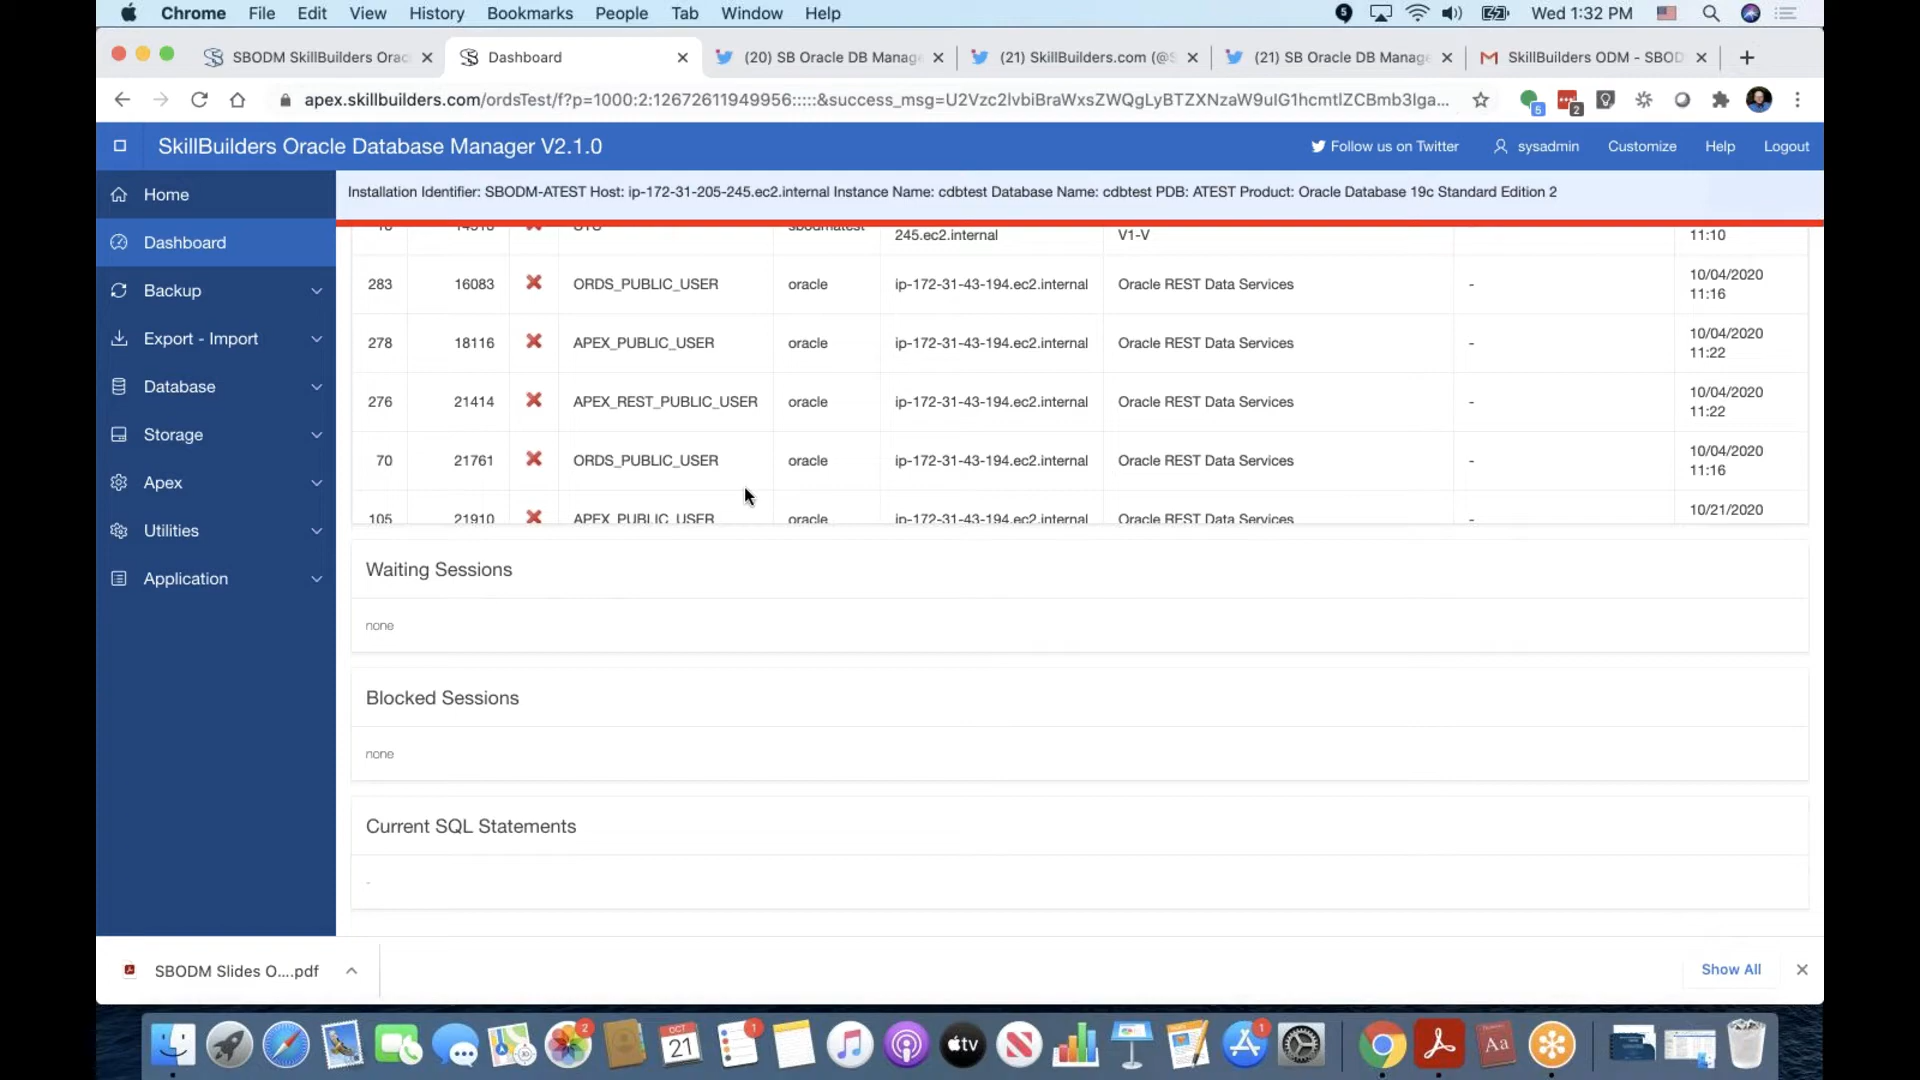 Chrome File Edit View History Bookmarks People Tab Window Help
5
Wed 1:32 PM
SBODM SkillBuilders Orac
Dashboard
(20) SB Oracle DB Manage
(21) SkillBuilders.com (@S
(21) SB Oracle DB Manage
SkillBuilders ODM - SBOD
5
2
SkillBuilders Oracle Database Manager V2.1.0
Follow us on Twitter
sysadmin
Customize
Help
Logout
Home
Dashboard
Backup
Export - Import
Database
Storage
Apex
Utilities
Application
Installation Identifier: SBODM-ATEST Host: ip-172-31-205-245.ec2.internal Instance Name: cdbtest Database Name: cdbtest PDB: ATEST Product: Oracle Database 19c Standard Edition 2
245.ec2.internal V1-V 11:10
283 16083 ORDS_PUBLIC_USER oracle ip-172-31-43-194.ec2.internal Oracle REST Data Services - 10/04/2020
11:16
278 18116 APEX_PUBLIC_USER oracle ip-172-31-43-194.ec2.internal Oracle REST Data Services - 10/04/2020
11:22
276 21414 APEX_REST_PUBLIC_USER oracle ip-172-31-43-194.ec2.internal Oracle REST Data Services - 10/04/2020
11:22
70 21761 ORDS_PUBLIC_USER oracle ip-172-31-43-194.ec2.internal Oracle REST Data Services - 10/04/2020
11:16
105 21910 APEX_PUBLIC_USER oracle ip-172-31-43-194.ec2.internal Oracle REST Data Services - 10/21/2020
Waiting Sessions
none
Blocked Sessions
none
Current SQL Statements
-
SBODM Slides O....pdf
Show All
2
OCT
21
1
tv
1
Aa